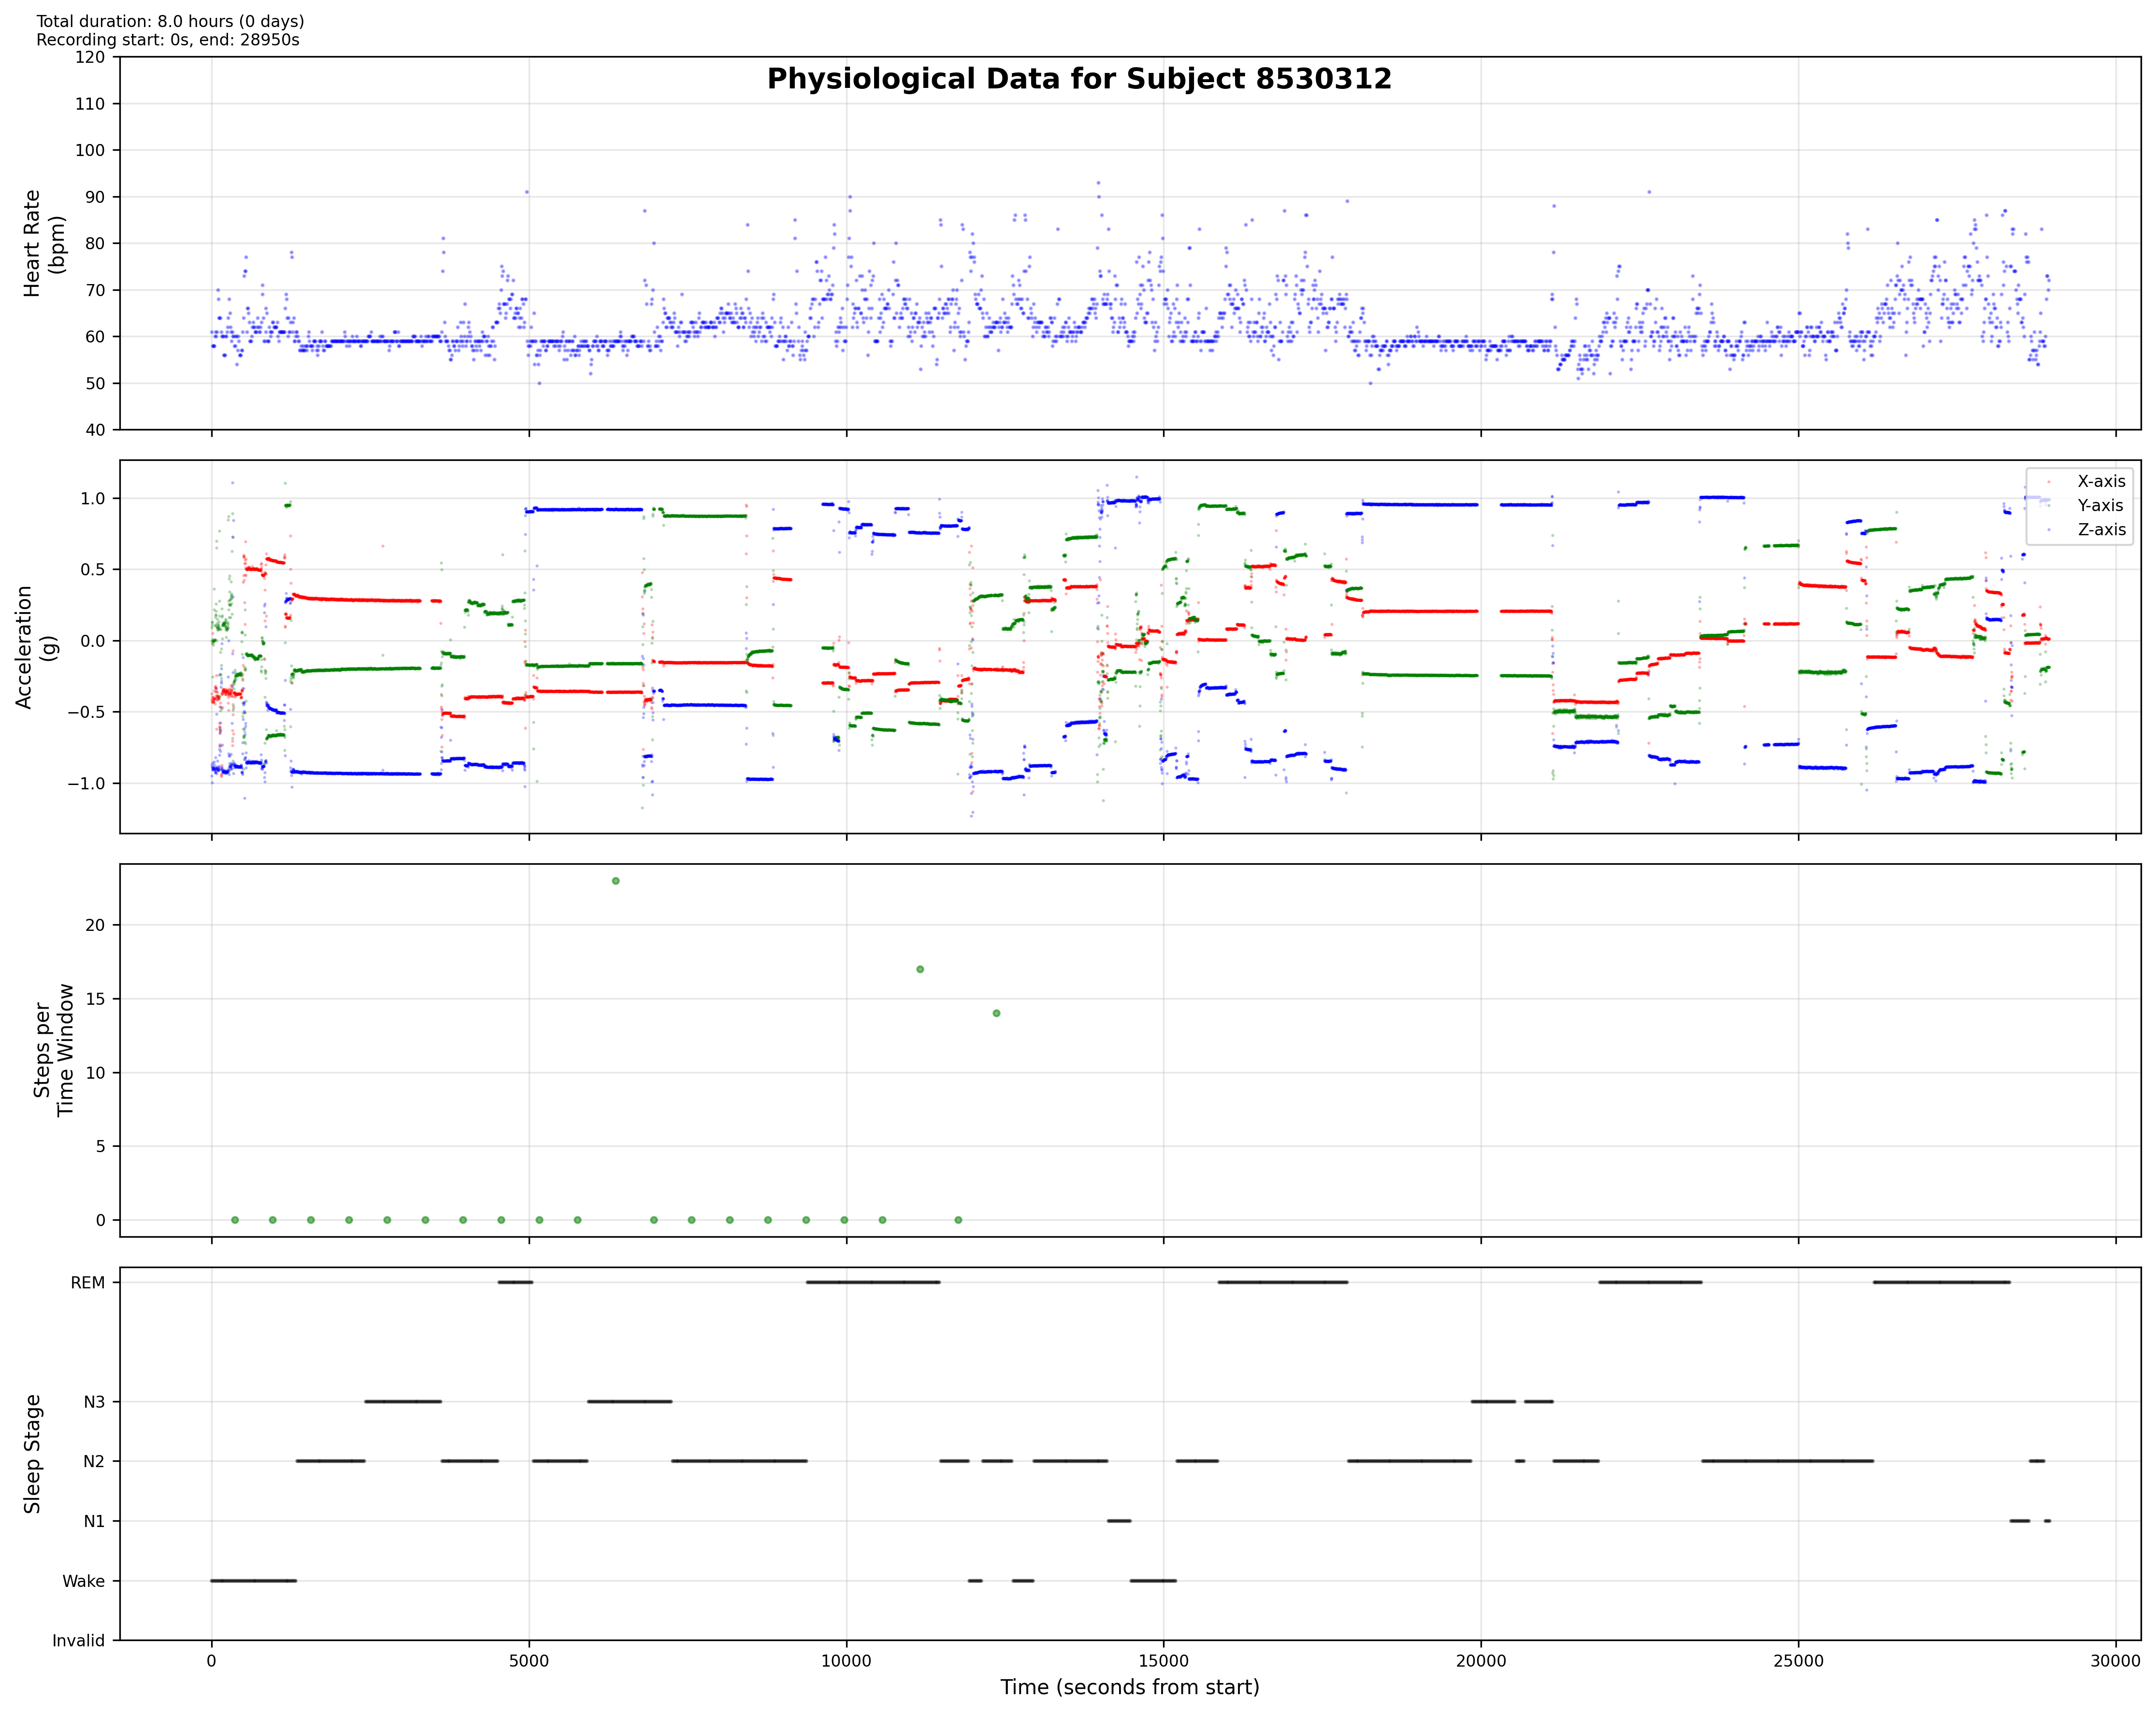 Total duration: 8.0 hours (0 days)
Recording start: 0s, end: 28950s
Physiological Data for Subject 8530312
Heart Rate
(bpm)
120
110
100
90
80
70
60
50
40
Acceleration
(g)
1.0
0.5
0.0
−0.5
−1.0
X-axis
Y-axis
Z-axis
Steps per
Time Window
20
15
10
5
0
Sleep Stage
REM
N3
N2
N1
Wake
Invalid
0
5000
10000
15000
20000
25000
30000
Time (seconds from start)